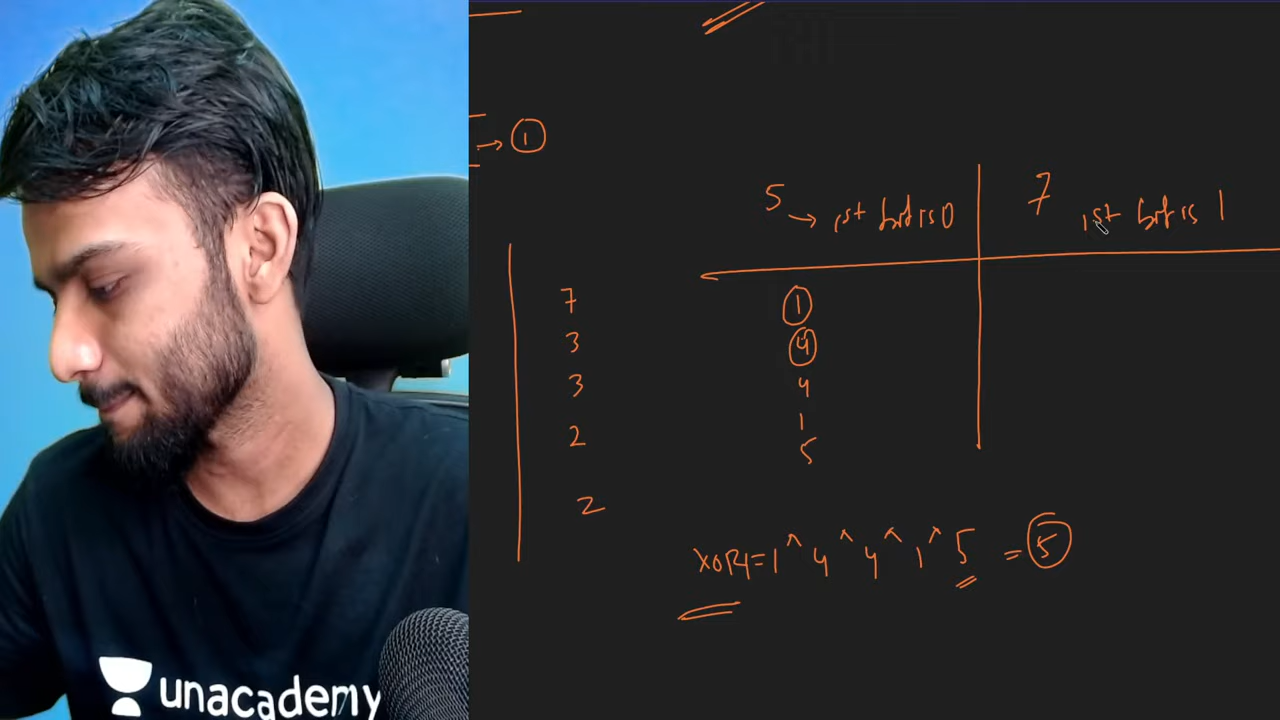 → 1
5 → 1st bit is 0
7 1st bit is 1
7
3
3
2
2
1
4
4
1
5
XOR = 1 ^ 4 ^ 4 ^ 1 ^ 5 = 5
unacademy